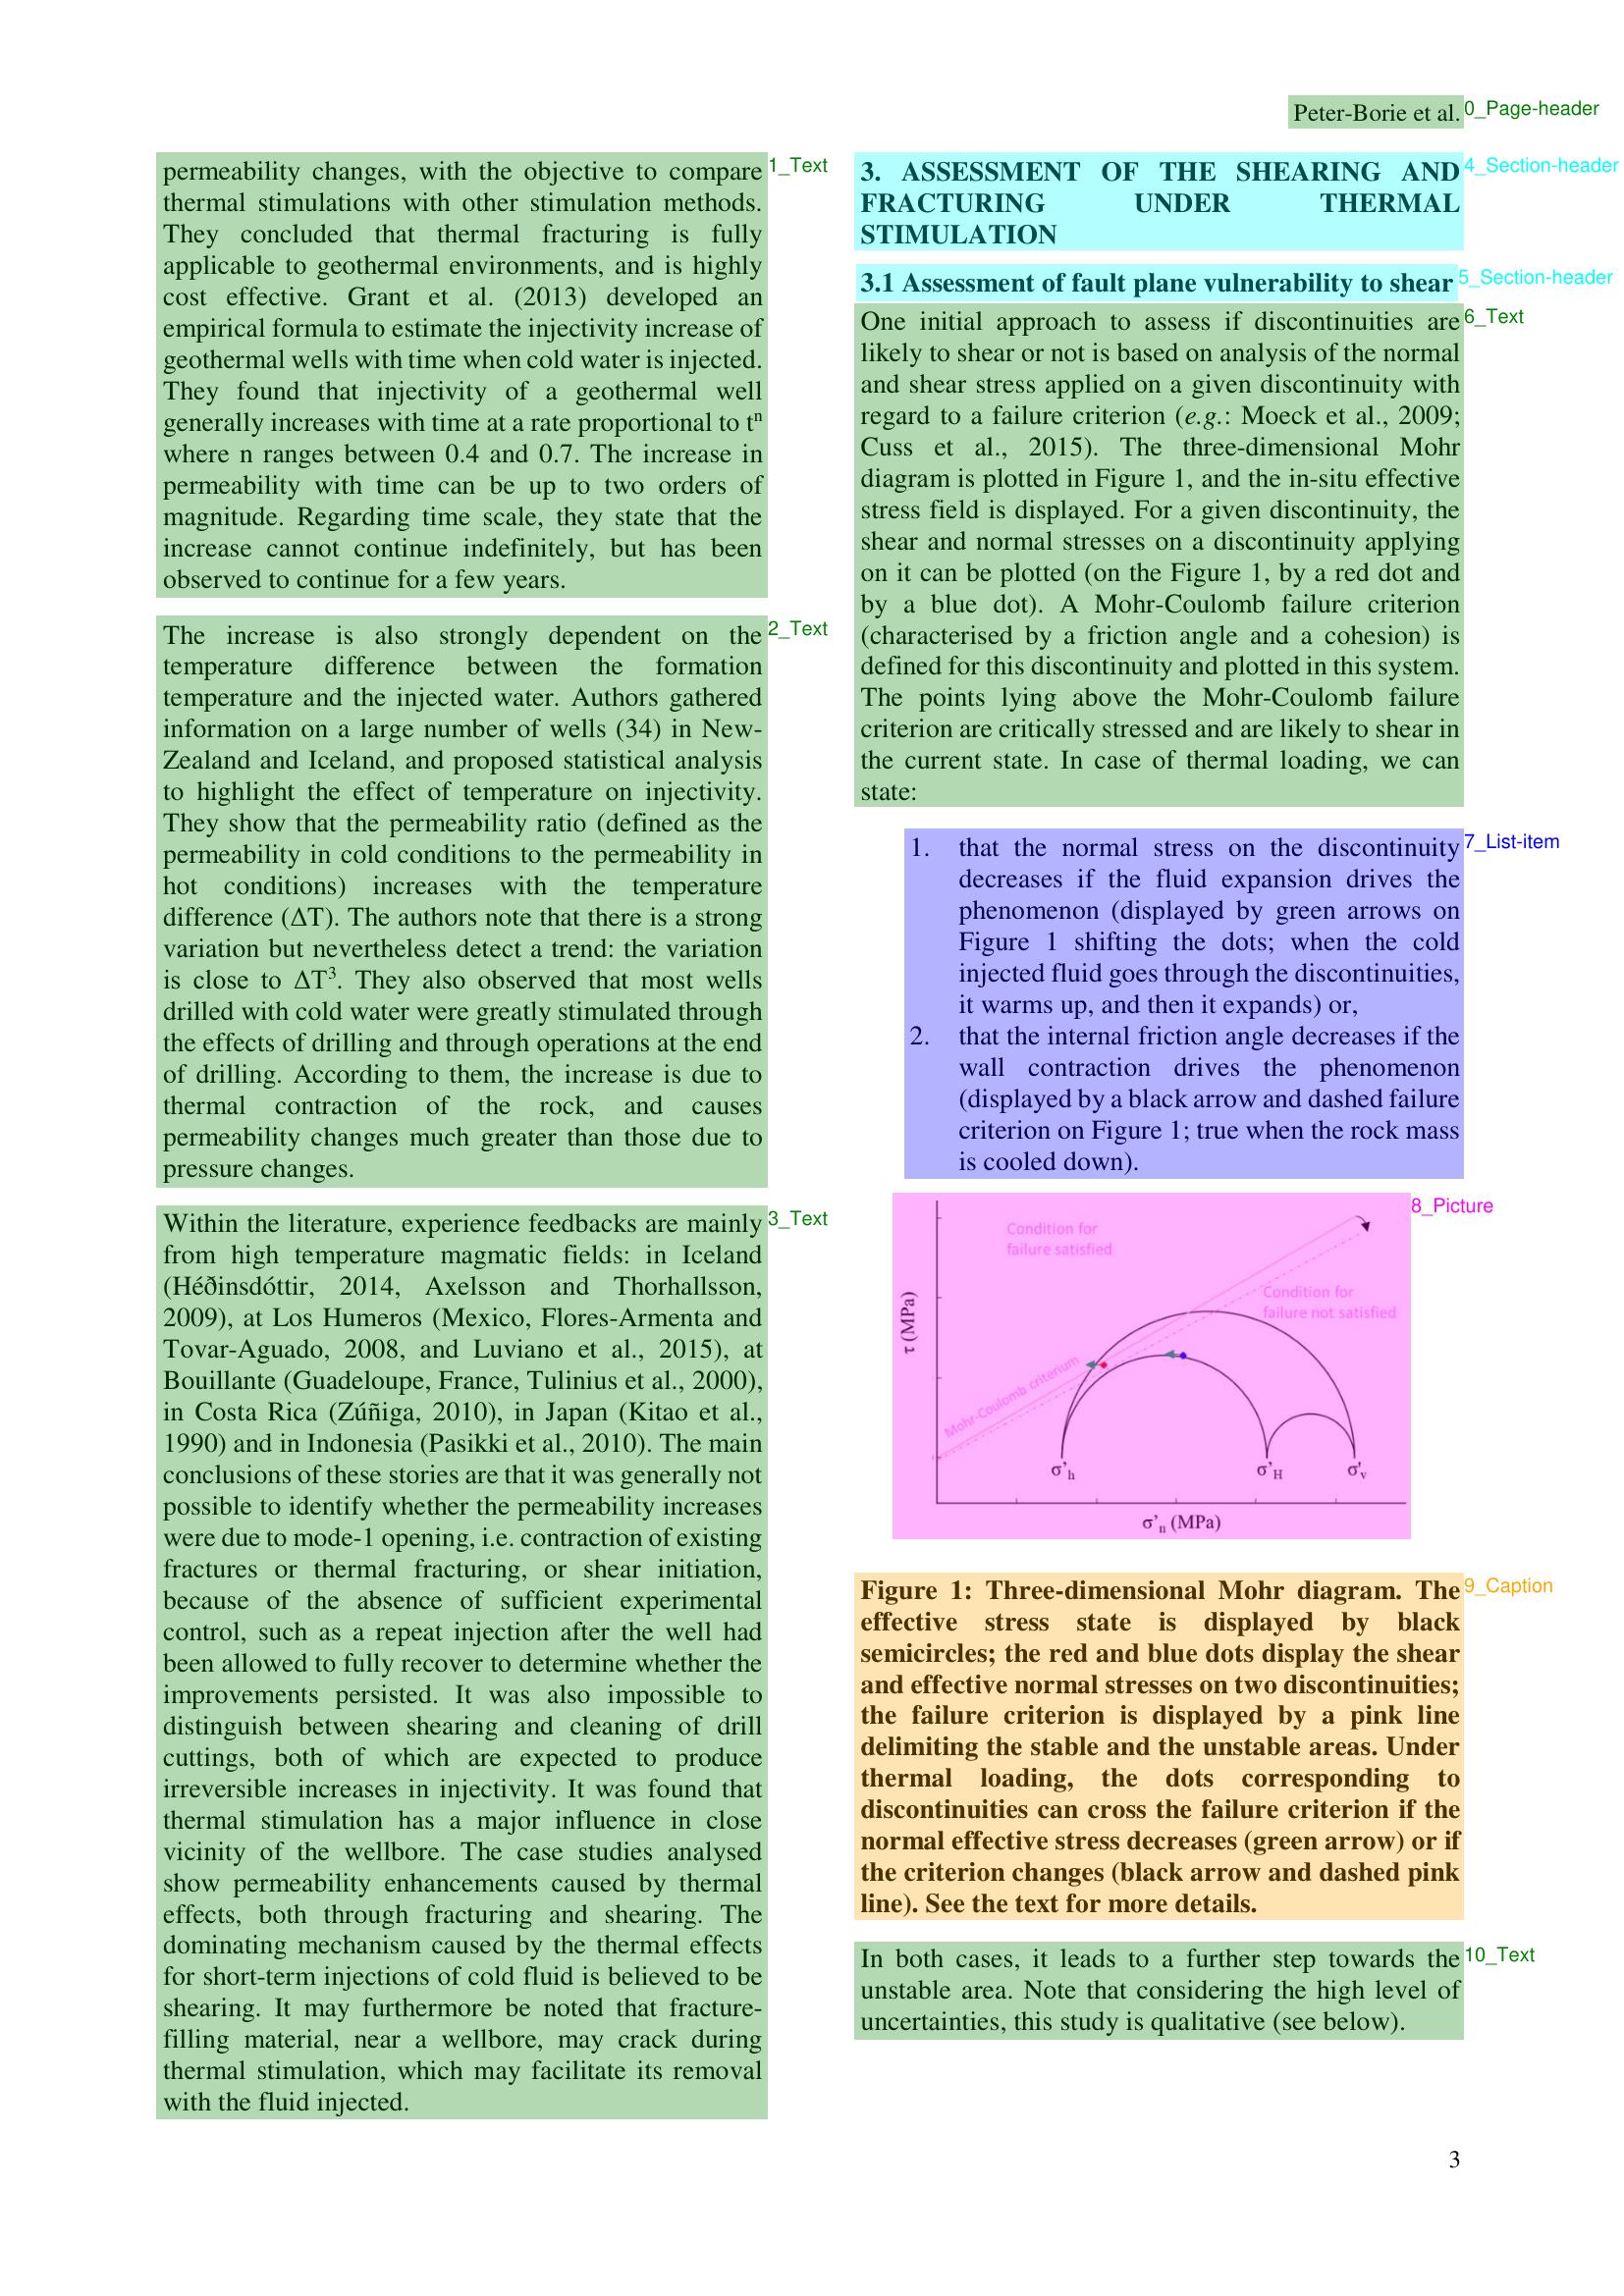 Peter-Borie et al.
0_Page-header
permeability changes, with the objective to compare
1_Text
thermal stimulations with other stimulation methods.
They concluded that thermal fracturing is fully
applicable to geothermal environments, and is highly
cost effective. Grant et al. (2013) developed an
empirical formula to estimate the injectivity increase of
geothermal wells with time when cold water is injected.
They found that injectivity of a geothermal well
generally increases with time at a rate proportional to tⁿ
where n ranges between 0.4 and 0.7. The increase in
permeability with time can be up to two orders of
magnitude. Regarding time scale, they state that the
increase cannot continue indefinitely, but has been
observed to continue for a few years.
The increase is also strongly dependent on the
2_Text
temperature difference between the formation
temperature and the injected water. Authors gathered
information on a large number of wells (34) in New-
Zealand and Iceland, and proposed statistical analysis
to highlight the effect of temperature on injectivity.
They show that the permeability ratio (defined as the
permeability in cold conditions to the permeability in
hot conditions) increases with the temperature
difference (ΔT). The authors note that there is a strong
variation but nevertheless detect a trend: the variation
is close to ΔT³. They also observed that most wells
drilled with cold water were greatly stimulated through
the effects of drilling and through operations at the end
of drilling. According to them, the increase is due to
thermal contraction of the rock, and causes
permeability changes much greater than those due to
pressure changes.
Within the literature, experience feedbacks are mainly
3_Text
from high temperature magmatic fields: in Iceland
(Héðinsdóttir, 2014, Axelsson and Thorhallsson,
2009), at Los Humeros (Mexico, Flores-Armenta and
Tovar-Aguado, 2008, and Luviano et al., 2015), at
Bouillante (Guadeloupe, France, Tulinius et al., 2000),
in Costa Rica (Zúñiga, 2010), in Japan (Kitao et al.,
1990) and in Indonesia (Pasikki et al., 2010). The main
conclusions of these stories are that it was generally not
possible to identify whether the permeability increases
were due to mode-1 opening, i.e. contraction of existing
fractures or thermal fracturing, or shear initiation,
because of the absence of sufficient experimental
control, such as a repeat injection after the well had
been allowed to fully recover to determine whether the
improvements persisted. It was also impossible to
distinguish between shearing and cleaning of drill
cuttings, both of which are expected to produce
irreversible increases in injectivity. It was found that
thermal stimulation has a major influence in close
vicinity of the wellbore. The case studies analysed
show permeability enhancements caused by thermal
effects, both through fracturing and shearing. The
dominating mechanism caused by the thermal effects
for short-term injections of cold fluid is believed to be
shearing. It may furthermore be noted that fracture-
filling material, near a wellbore, may crack during
thermal stimulation, which may facilitate its removal
with the fluid injected.
3. ASSESSMENT OF THE SHEARING AND
4_Section-header
FRACTURING UNDER THERMAL
STIMULATION
3.1 Assessment of fault plane vulnerability to shear
5_Section-header
One initial approach to assess if discontinuities are
6_Text
likely to shear or not is based on analysis of the normal
and shear stress applied on a given discontinuity with
regard to a failure criterion (e.g.: Moeck et al., 2009;
Cuss et al., 2015). The three-dimensional Mohr
diagram is plotted in Figure 1, and the in-situ effective
stress field is displayed. For a given discontinuity, the
shear and normal stresses on a discontinuity applying
on it can be plotted (on the Figure 1, by a red dot and
by a blue dot). A Mohr-Coulomb failure criterion
(characterised by a friction angle and a cohesion) is
defined for this discontinuity and plotted in this system.
The points lying above the Mohr-Coulomb failure
criterion are critically stressed and are likely to shear in
the current state. In case of thermal loading, we can
state:
1. that the normal stress on the discontinuity
7_List-item
decreases if the fluid expansion drives the
phenomenon (displayed by green arrows on
Figure 1 shifting the dots; when the cold
injected fluid goes through the discontinuities,
it warms up, and then it expands) or,
2. that the internal friction angle decreases if the
wall contraction drives the phenomenon
(displayed by a black arrow and dashed failure
criterion on Figure 1; true when the rock mass
is cooled down).
8_Picture
Condition for
failure satisfied
Condition for
failure not satisfied
τ (MPa)
Mohr-Coulomb criterium
σ'h
σ'H
σ'v
σ'n (MPa)
Figure 1: Three-dimensional Mohr diagram. The
9_Caption
effective stress state is displayed by black
semicircles; the red and blue dots display the shear
and effective normal stresses on two discontinuities;
the failure criterion is displayed by a pink line
delimiting the stable and the unstable areas. Under
thermal loading, the dots corresponding to
discontinuities can cross the failure criterion if the
normal effective stress decreases (green arrow) or if
the criterion changes (black arrow and dashed pink
line). See the text for more details.
In both cases, it leads to a further step towards the
10_Text
unstable area. Note that considering the high level of
uncertainties, this study is qualitative (see below).
3